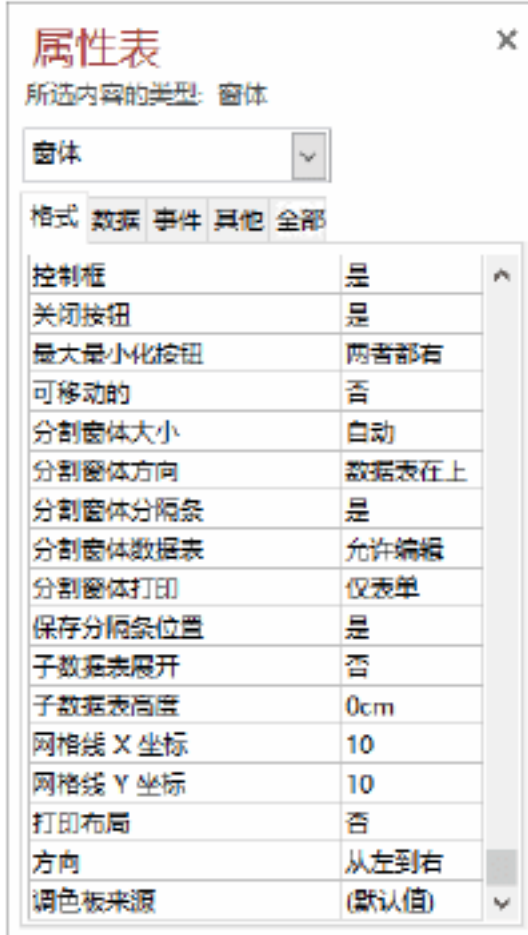 属性表
所选内容的类型: 窗体
窗体
格式 数据 事件 其他 全部
控制框 是
关闭按钮 是
最大最小化按钮 两者都有
可移动的 否
分割窗体大小 自动
分割窗体方向 数据表在上
分割窗体分隔条 是
分割窗体数据表 允许编辑
分割窗体打印 仅表单
保存分隔条位置 是
子数据表展开 否
子数据表高度 0cm
网格线 X 坐标 10
网格线 Y 坐标 10
打印布局 否
方向 从左到右
调色板来源 (默认值)